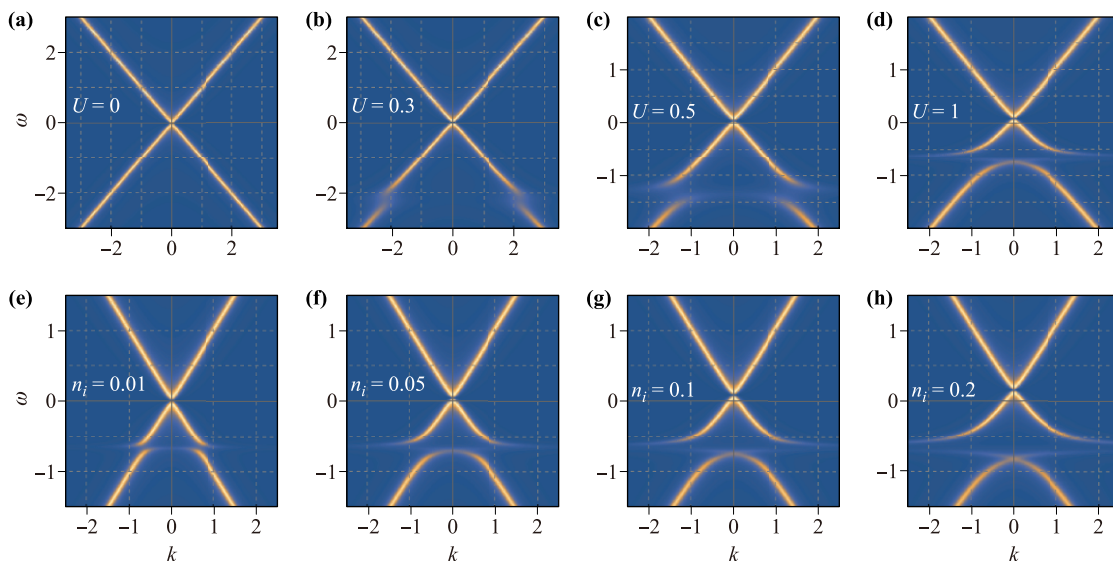 (a) (b) (c) (d)
ω 2 0 −2 U = 0 −2 0 2
2 0 −2 U = 0.3 −2 0 2
1 0 −1 U = 0.5 −2 −1 0 1 2
1 0 −1 U = 1 −2 −1 0 1 2
(e) (f) (g) (h)
ω 1 0 −1 n_i = 0.01 −2 −1 0 1 2 k
1 0 −1 n_i = 0.05 −2 −1 0 1 2 k
1 0 −1 n_i = 0.1 −2 −1 0 1 2 k
1 0 −1 n_i = 0.2 −2 −1 0 1 2 k